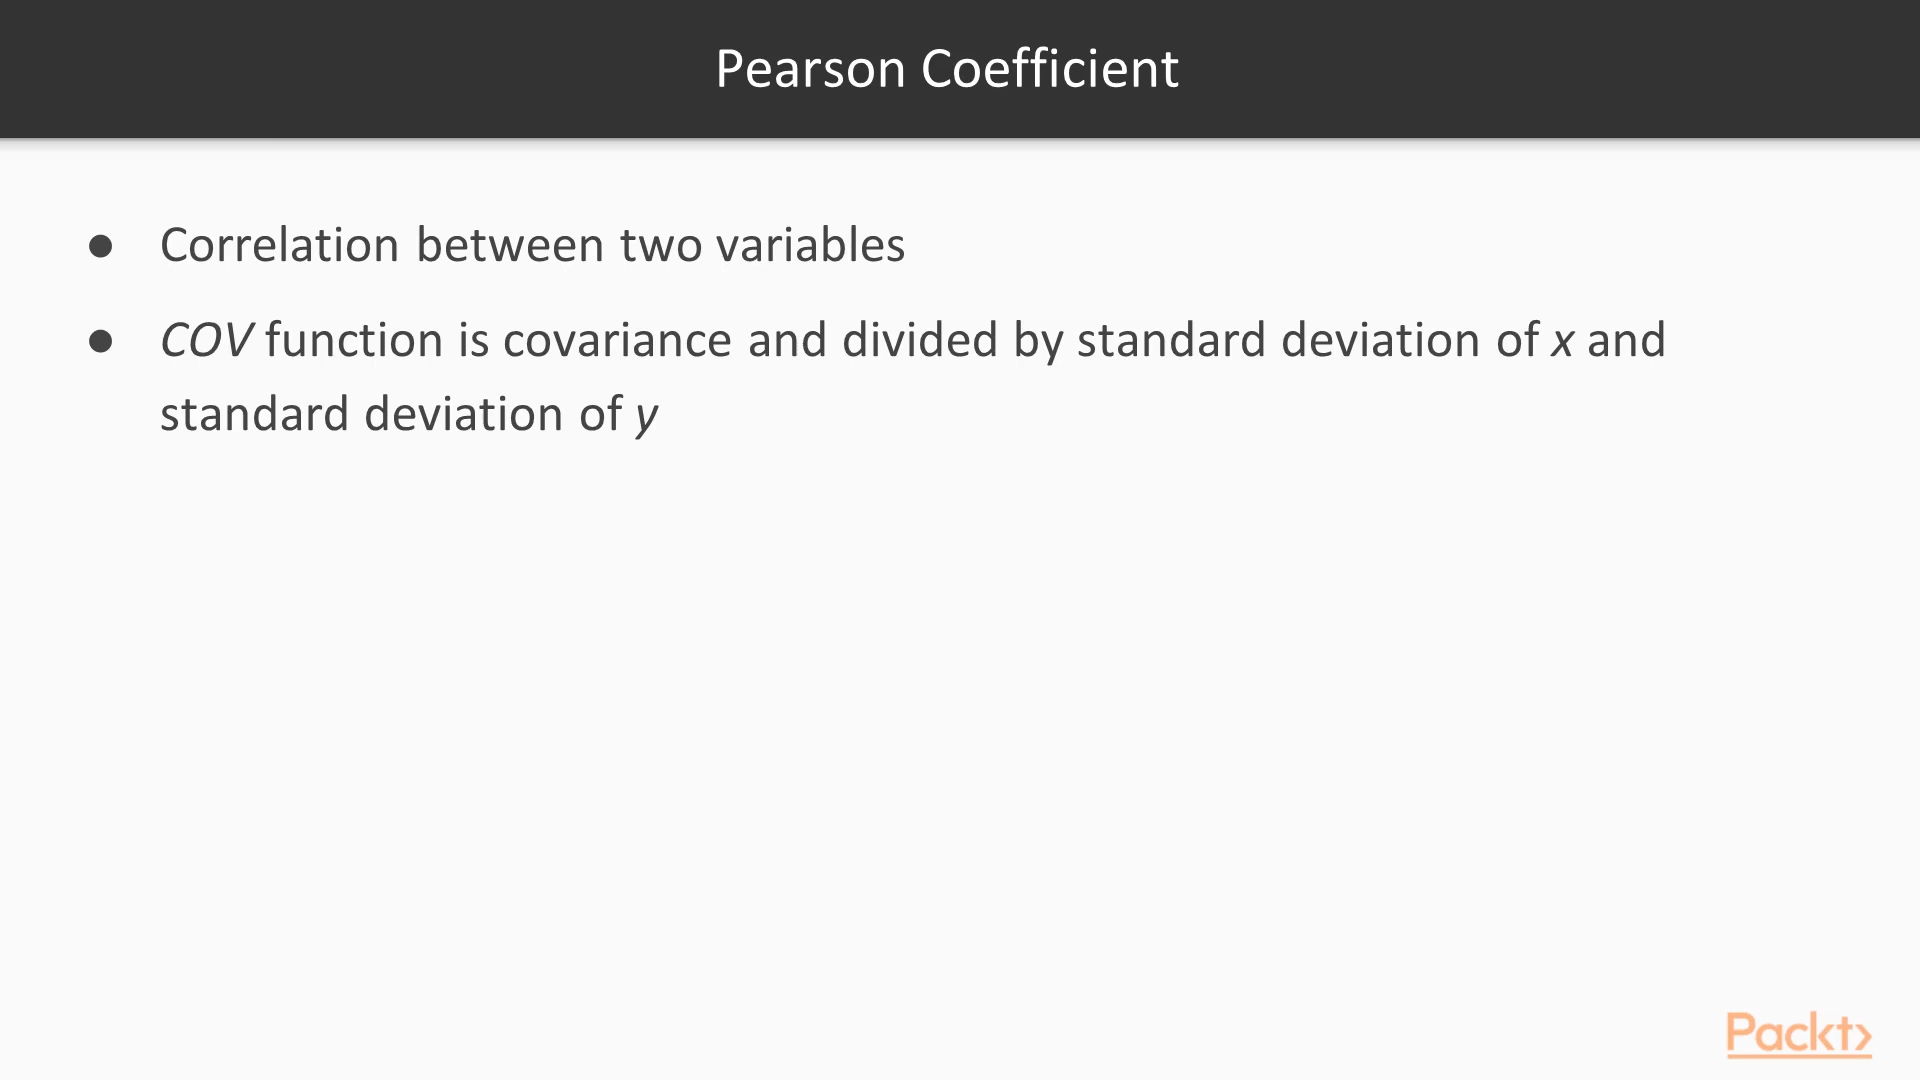 Pearson Coefficient
● Correlation between two variables
● COV function is covariance and divided by standard deviation of x and
standard deviation of y
Packt>